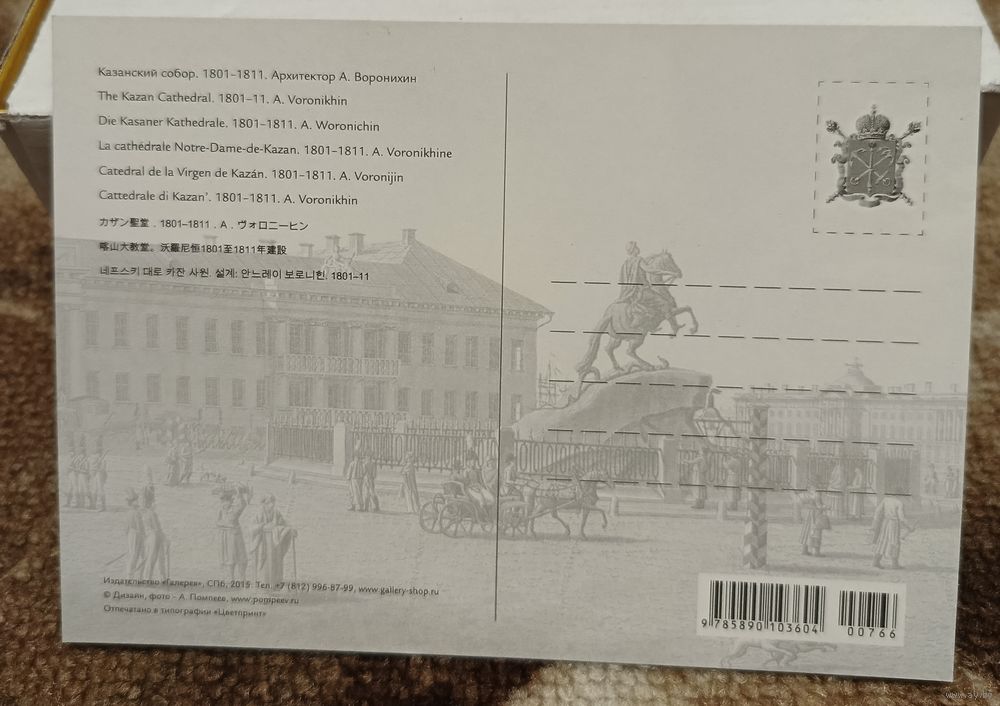 Казанский собор. 1801–1811. Архитектор А. Воронихин
The Kazan Cathedral. 1801–11. A. Voronikhin
Die Kasaner Kathedrale. 1801–1811. A. Woronichin
La cathédrale Notre-Dame-de-Kazan. 1801–1811. A. Voronikhine
Catedral de la Virgen de Kazán. 1801–1811. A. Voronijin
Cattedrale di Kazan’. 1801–1811. A. Voronikhin
カザン聖堂 . 1801–1811 . A . ヴォロニーヒン
喀山大教堂。沃羅尼恒1801至1811年建設
네프스키 대로 카잔 사원. 설계: 안드레이 보로니힌. 1801–11
Издательство «Галерея», СПб, 2015. Тел. +7 (812) 996-87-99, www.gallery-shop.ru
© Дизайн, фото - А. Помпеев, www.pompeev.ru
Отпечатано в типографии «Цветпринт»
9 785890 103604
00766
www.ay.by